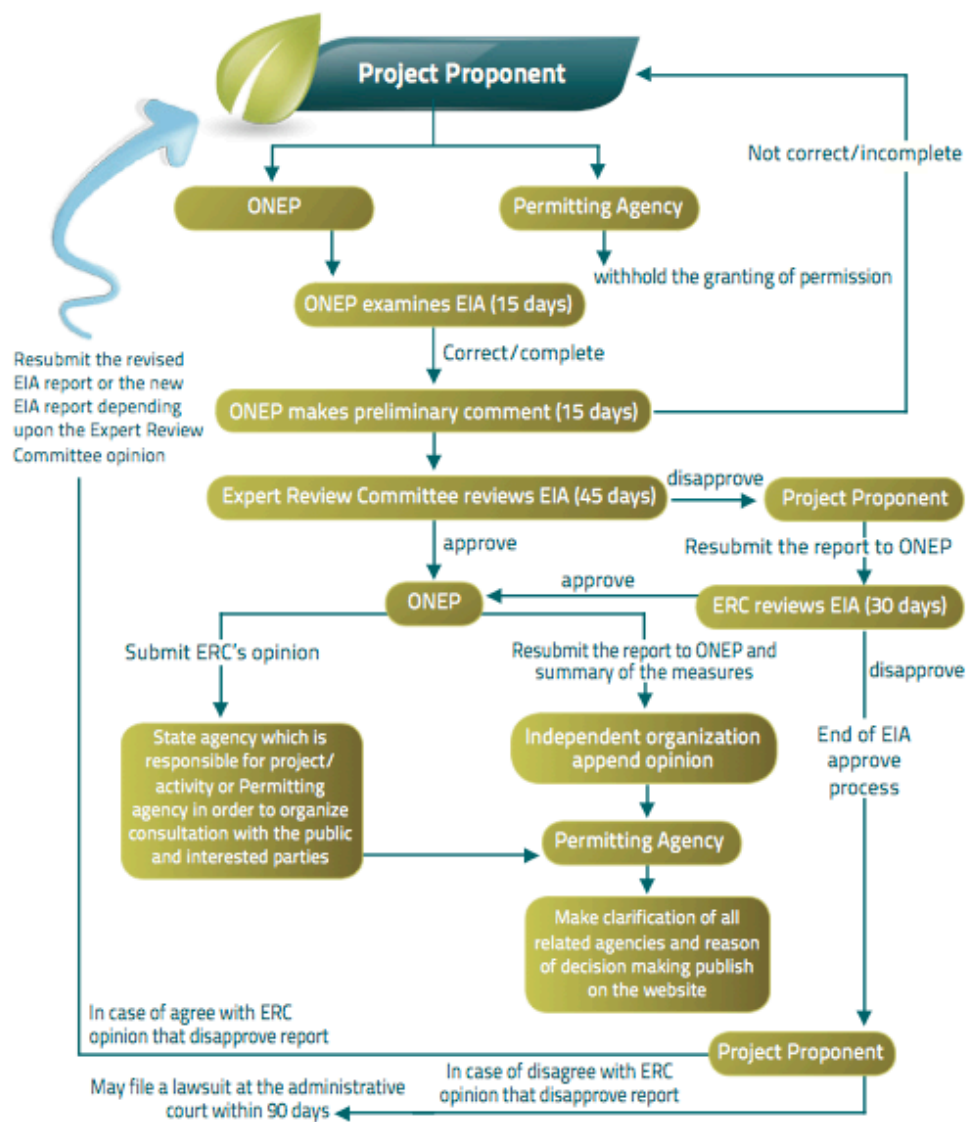 Project Proponent
Not correct/incomplete
ONEP
Permitting Agency
withhold the granting of permission
ONEP examines EIA (15 days)
Correct/complete
Resubmit the revised
EIA report or the new
EIA report depending
upon the Expert Review
Committee opinion
ONEP makes preliminary comment (15 days)
Expert Review Committee reviews EIA (45 days)
disapprove
Project Proponent
approve
Resubmit the report to ONEP
approve
ONEP
ERC reviews EIA (30 days)
Submit ERC's opinion
Resubmit the report to ONEP and
summary of the measures
disapprove
State agency which is
responsible for project/
activity or Permitting
agency in order to organize
consultation with the public
and interested parties
Independent organization
append opinion
End of EIA
approve
process
Permitting Agency
Make clarification of all
related agencies and reason
of decision making publish
on the website
In case of agree with ERC
opinion that disapprove report
Project Proponent
In case of disagree with ERC
opinion that disapprove report
May file a lawsuit at the administrative
court within 90 days